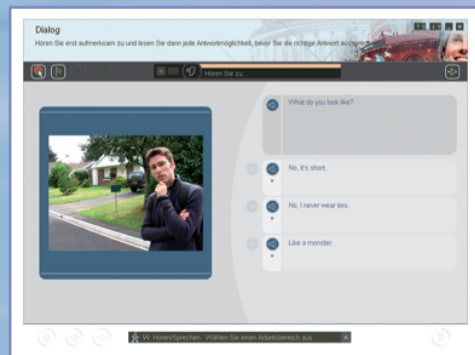 Dialog
Hören Sie erst aufmerksam zu und lesen Sie dann jede Antwortmöglichkeit, bevor Sie die richtige Antwort aussprechen.
Hören Sie zu...
What do you look like?
No, it's short.
No, I never wear ties.
Like a monster.
VV. Hören/Sprechen : Wählen Sie einen Arbeitsbereich aus